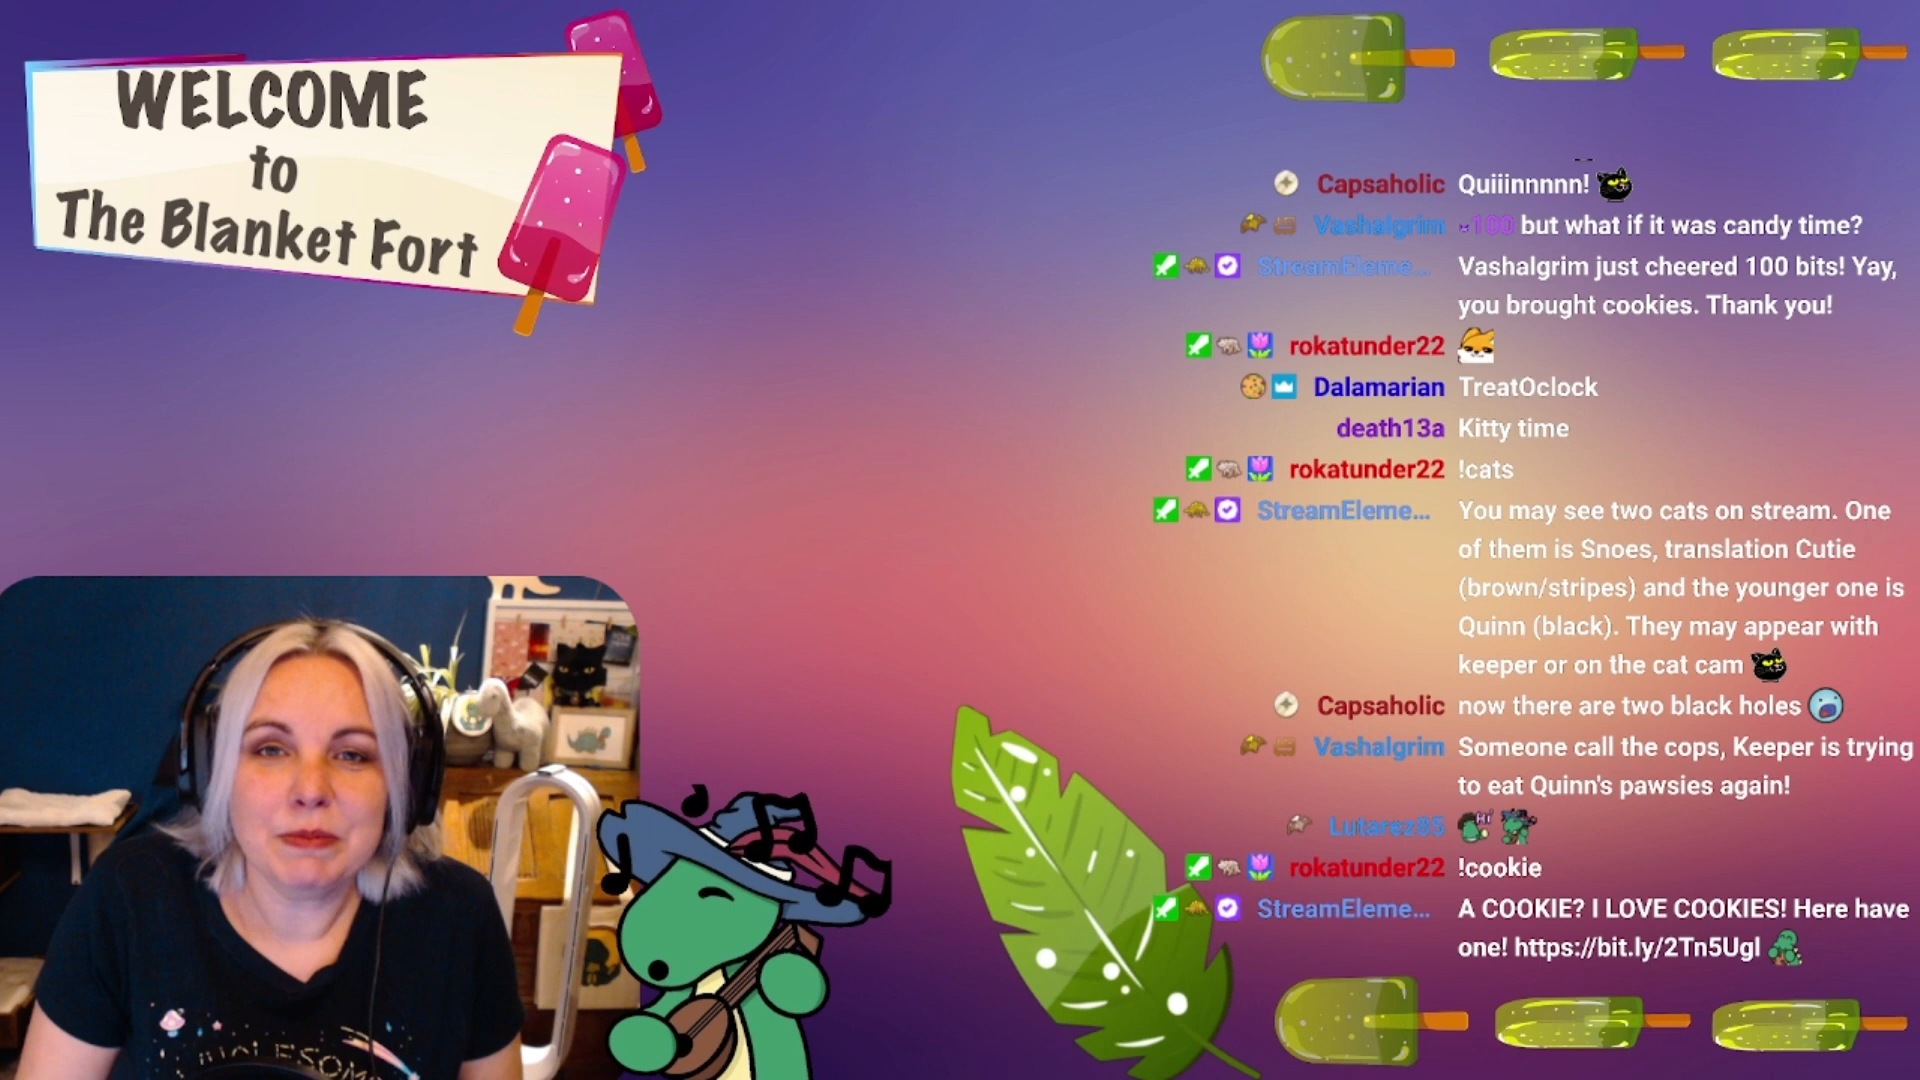 WELCOME
to
The Blanket Fort
Capsaholic Quiiinnnnn!
Vashalgrim 100 but what if it was candy time?
StreamEleme... Vashalgrim just cheered 100 bits! Yay,
you brought cookies. Thank you!
rokatunder22
Dalamarian TreatOclock
death13a Kitty time
rokatunder22 !cats
StreamEleme... You may see two cats on stream. One
of them is Snoes, translation Cutie
(brown/stripes) and the younger one is
Quinn (black). They may appear with
keeper or on the cat cam
Capsaholic now there are two black holes
Vashalgrim Someone call the cops, Keeper is trying
to eat Quinn's pawsies again!
Lutarez85 Hi
rokatunder22 !cookie
StreamEleme... A COOKIE? I LOVE COOKIES! Here have
one! https://bit.ly/2Tn5Ugl